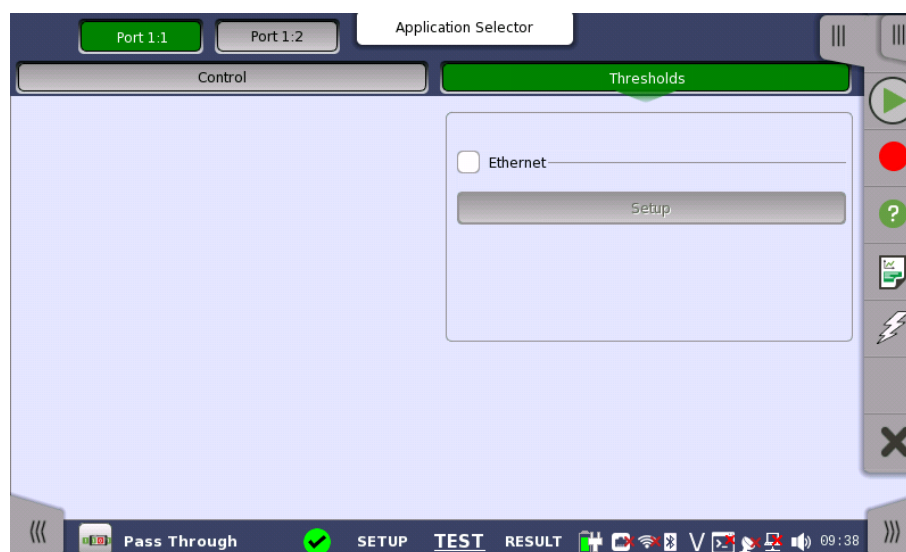 Port 1:1 Port 1:2 Application Selector
Control Thresholds
Ethernet
Setup
?
Pass Through SETUP TEST RESULT V 09:38